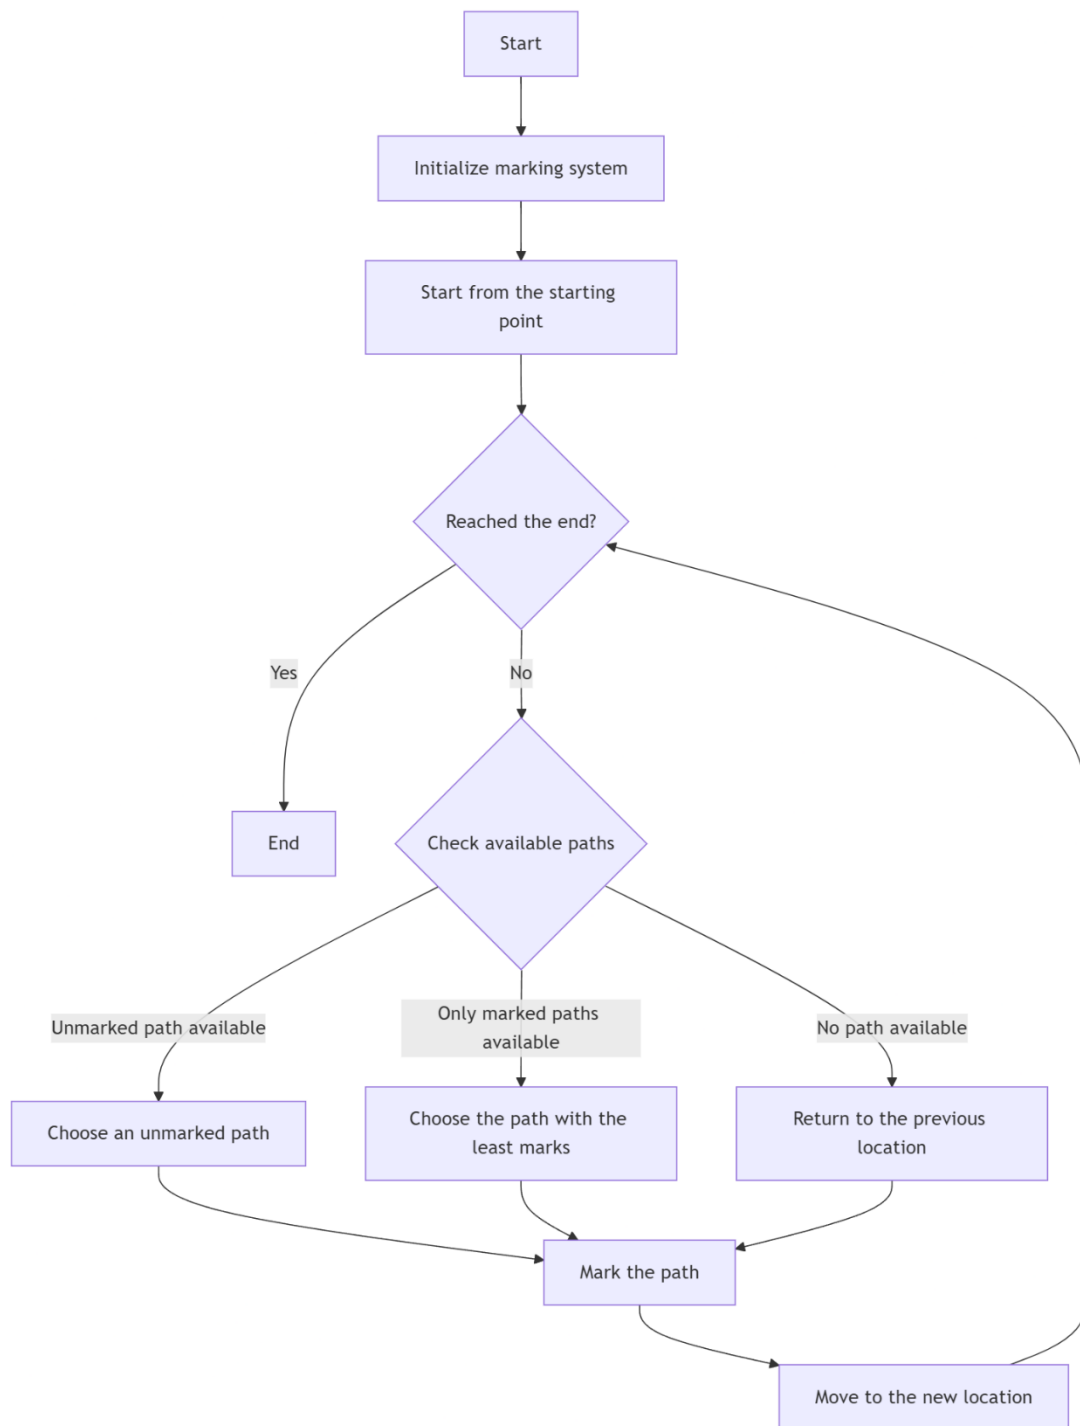 Start
Initialize marking system
Start from the starting
point
Reached the end?
Yes
No
End
Check available paths
Unmarked path available
Only marked paths
available
No path available
Choose an unmarked path
Choose the path with the
least marks
Return to the previous
location
Mark the path
Move to the new location